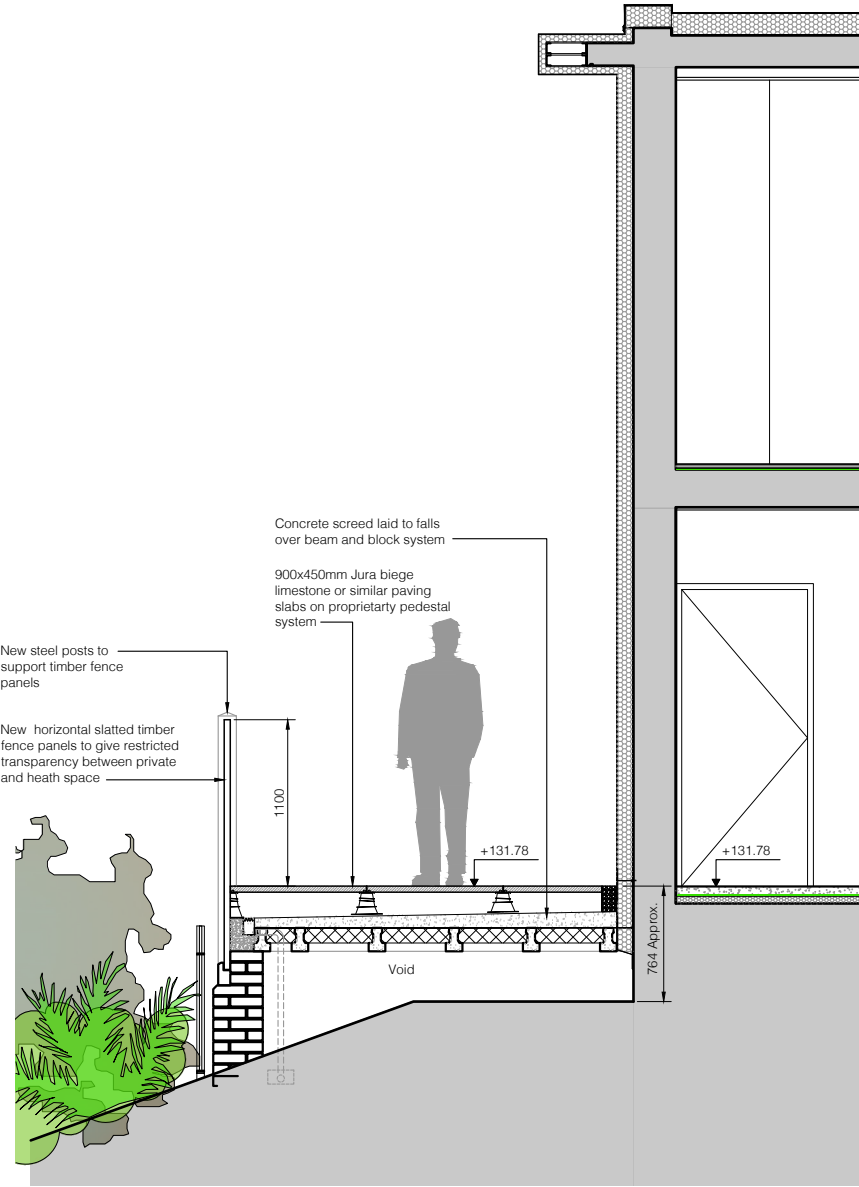 Concrete screed laid to falls
over beam and block system
900x450mm Jura biege
limestone or similar paving
slabs on proprietarty pedestal
system
New steel posts to
support timber fence
panels
New horizontal slatted timber
fence panels to give restricted
transparency between private
and heath space
1100
+131.78
+131.78
764 Approx.
Void